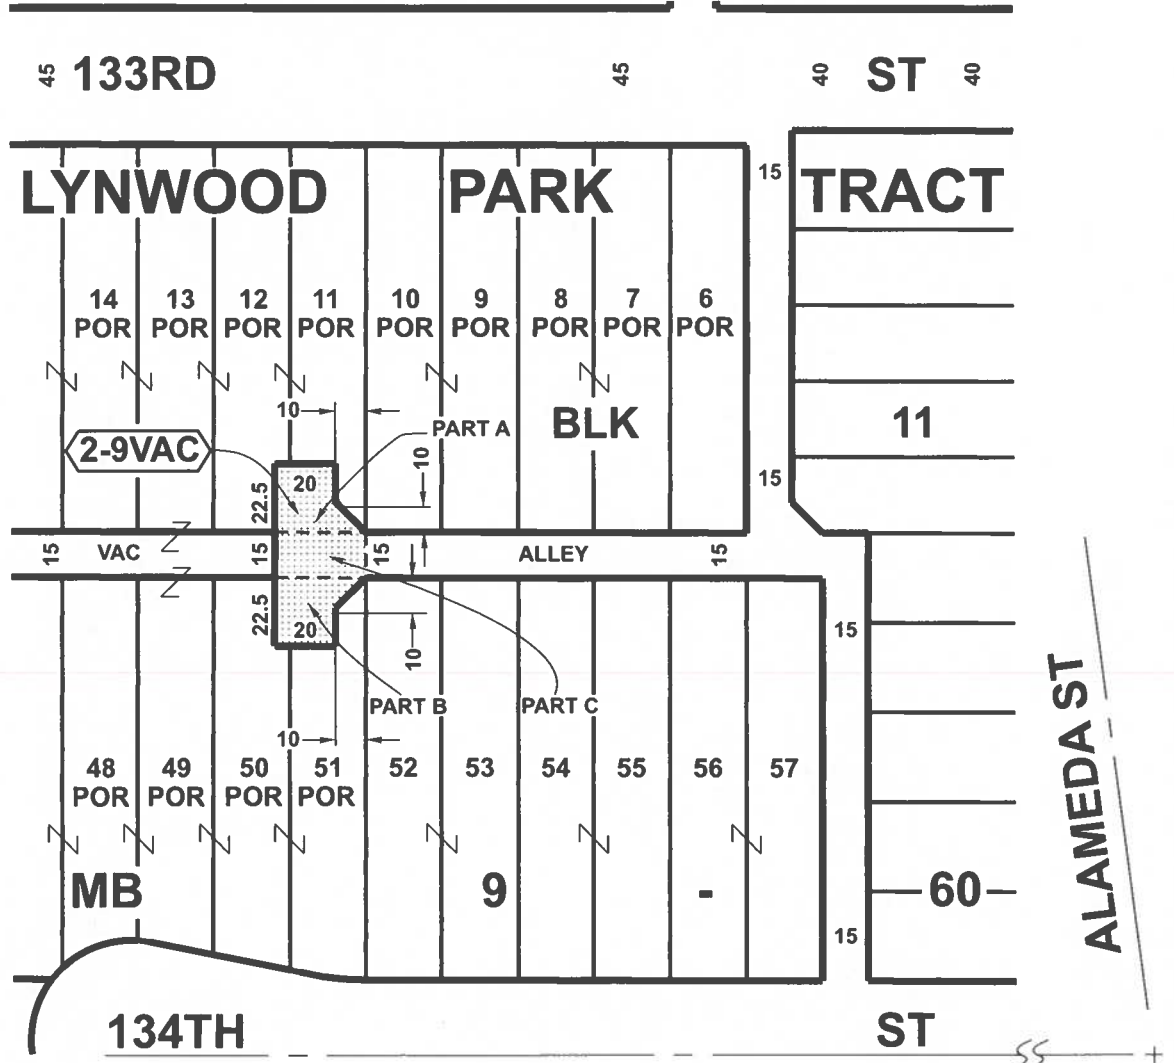 45 133RD 45 40 ST 40
LYNWOOD PARK 15 TRACT
14 13 12 11 10 9 8 7 6
POR POR POR POR POR POR POR POR POR
10
PART A
BLK 11
2-9VAC
10
20
22.5
15
15 VAC 15 15 ALLEY 15
22.5
20
15
10
PART B PART C
10
48 49 50 51 52 53 54 55 56 57
POR POR POR POR
ALAMEDA ST
MB 9 - 60
15
134TH ST
55